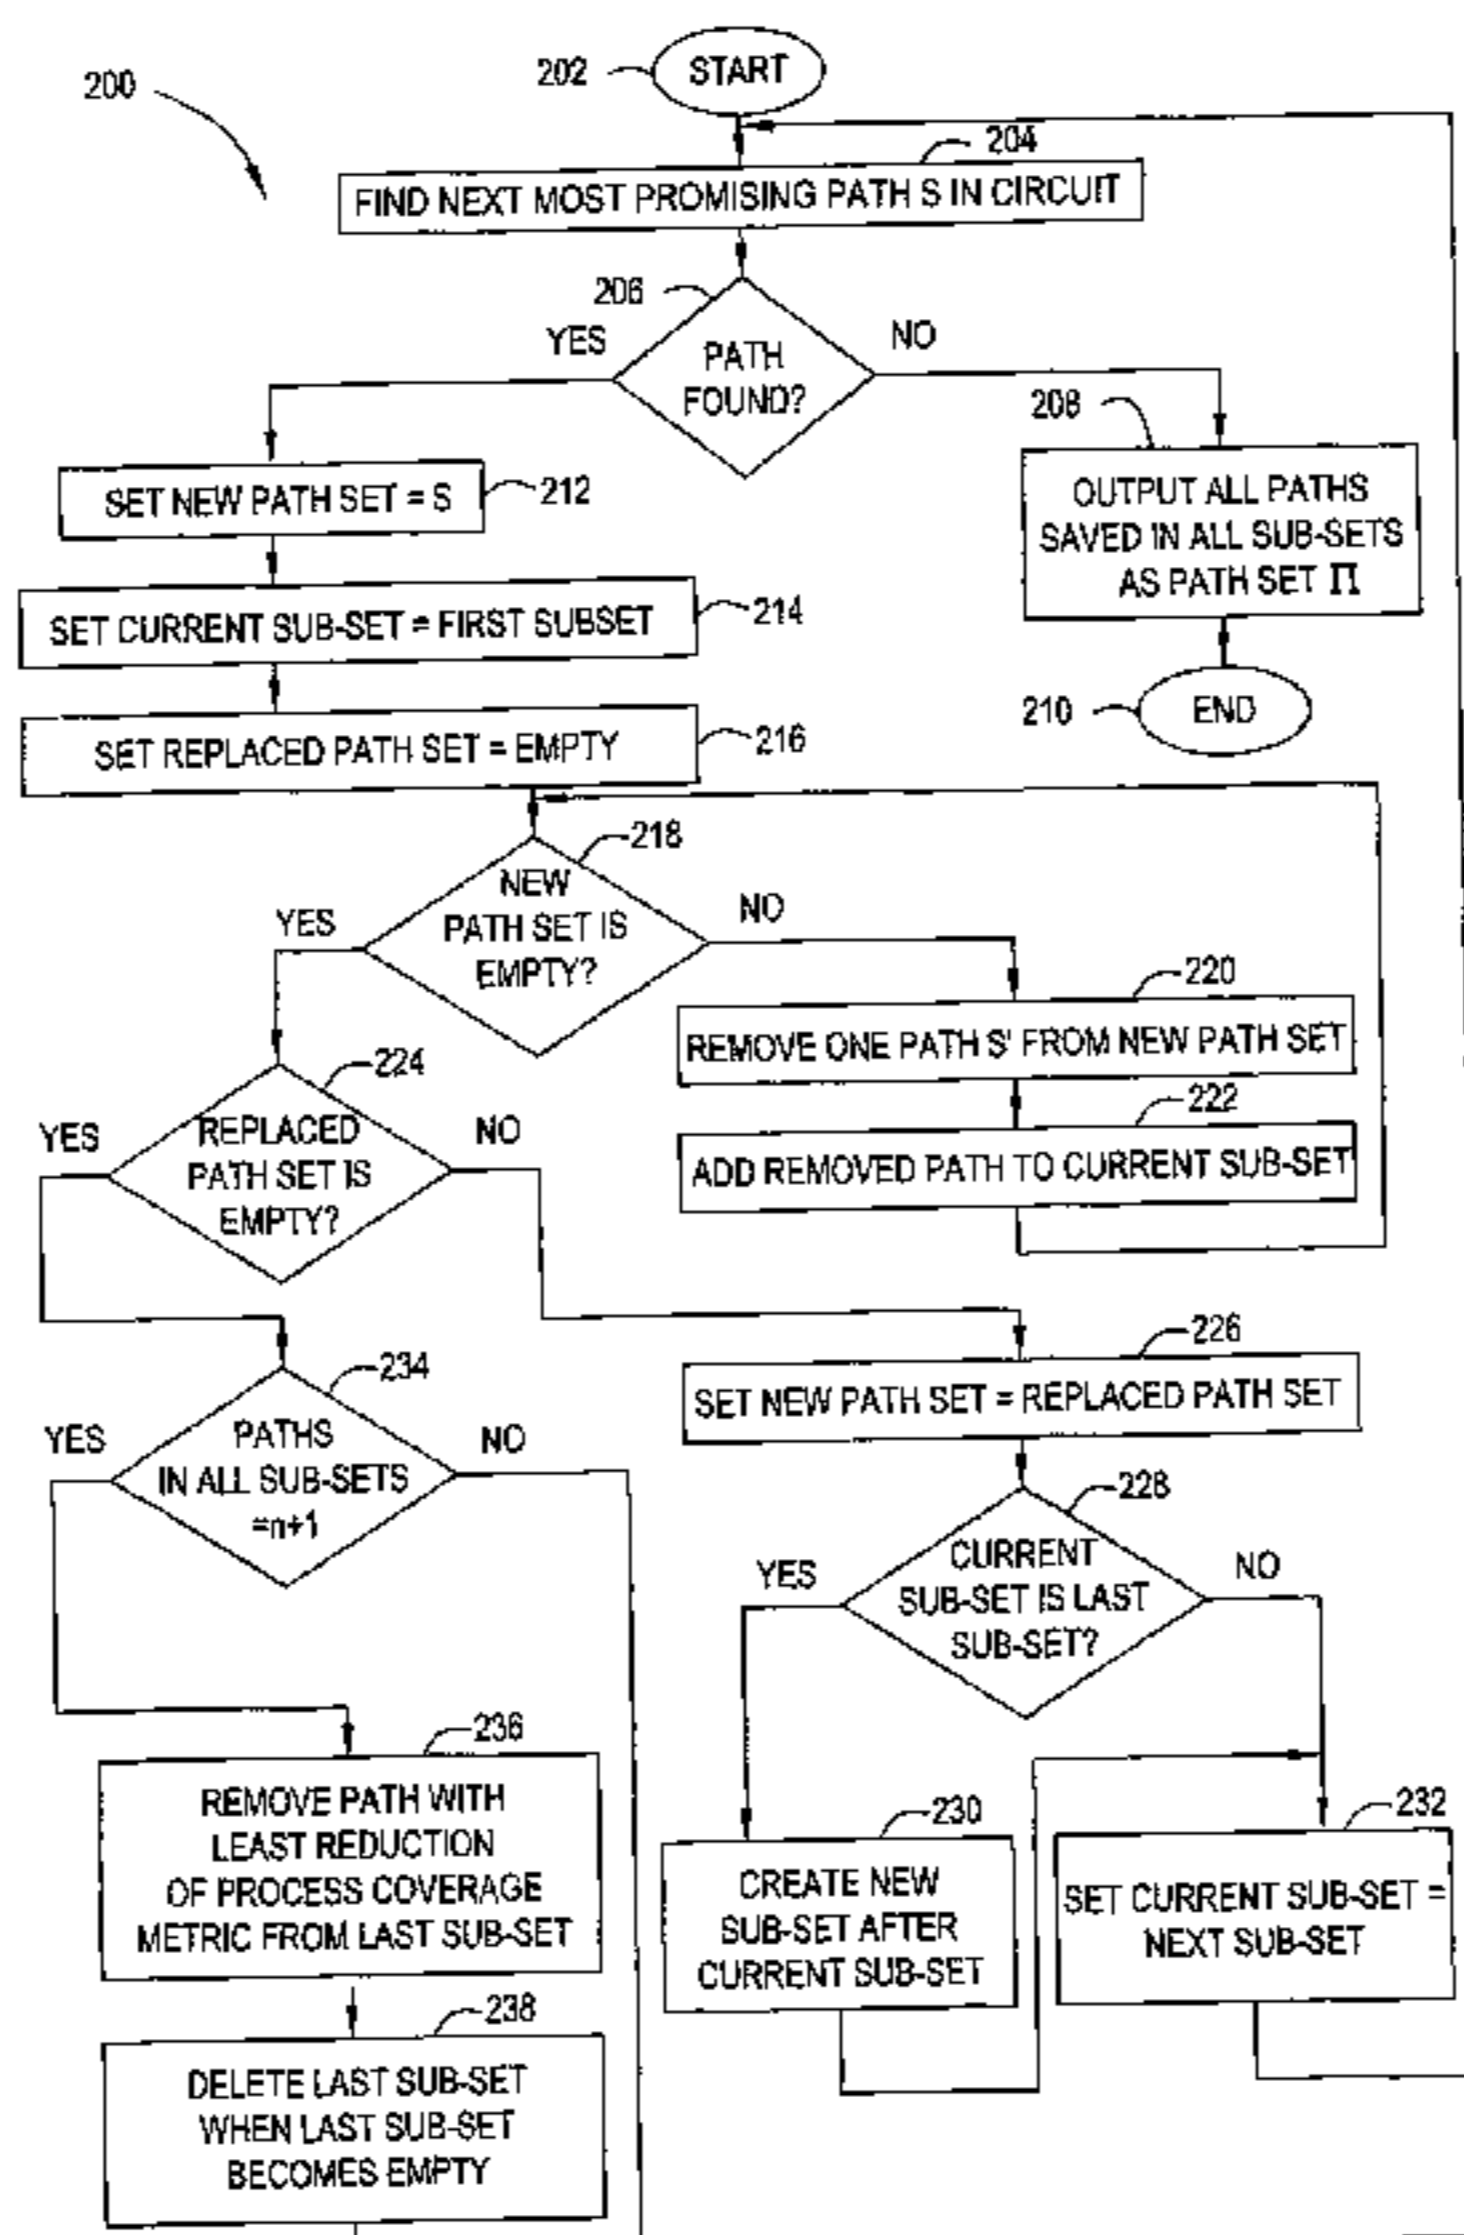 200
202
START
204
FIND NEXT MOST PROMISING PATH S IN CIRCUIT
206
YES
NO
PATH
FOUND?
208
SET NEW PATH SET = S
212
OUTPUT ALL PATHS
SAVED IN ALL SUB-SETS
AS PATH SET Π
SET CURRENT SUB-SET = FIRST SUBSET
214
210
END
SET REPLACED PATH SET = EMPTY
216
218
YES
NO
NEW
PATH SET IS
EMPTY?
220
REMOVE ONE PATH S' FROM NEW PATH SET
222
ADD REMOVED PATH TO CURRENT SUB-SET
224
YES
NO
REPLACED
PATH SET IS
EMPTY?
226
SET NEW PATH SET = REPLACED PATH SET
234
YES
NO
PATHS
IN ALL SUB-SETS
=n+1
228
YES
NO
CURRENT
SUB-SET IS LAST
SUB-SET?
236
REMOVE PATH WITH
LEAST REDUCTION
OF PROCESS COVERAGE
METRIC FROM LAST SUB-SET
230
CREATE NEW
SUB-SET AFTER
CURRENT SUB-SET
232
SET CURRENT SUB-SET =
NEXT SUB-SET
238
DELETE LAST SUB-SET
WHEN LAST SUB-SET
BECOMES EMPTY